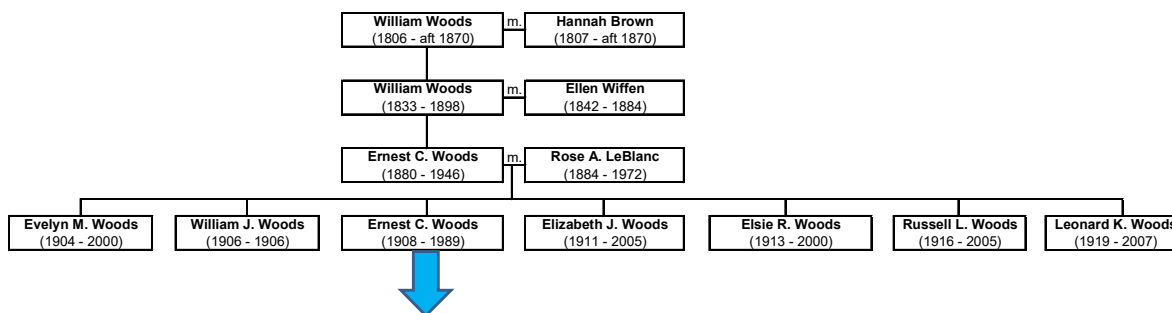 William Woods m. Hannah Brown
(1806 - aft 1870) (1807 - aft 1870)
William Woods m. Ellen Wiffen
(1833 - 1898) (1842 - 1884)
Ernest C. Woods m. Rose A. LeBlanc
(1880 - 1946) (1884 - 1972)
Evelyn M. Woods William J. Woods Ernest C. Woods Elizabeth J. Woods Elsie R. Woods Russell L. Woods Leonard K. Woods
(1904 - 2000) (1906 - 1906) (1908 - 1989) (1911 - 2005) (1913 - 2000) (1916 - 2005) (1919 - 2007)